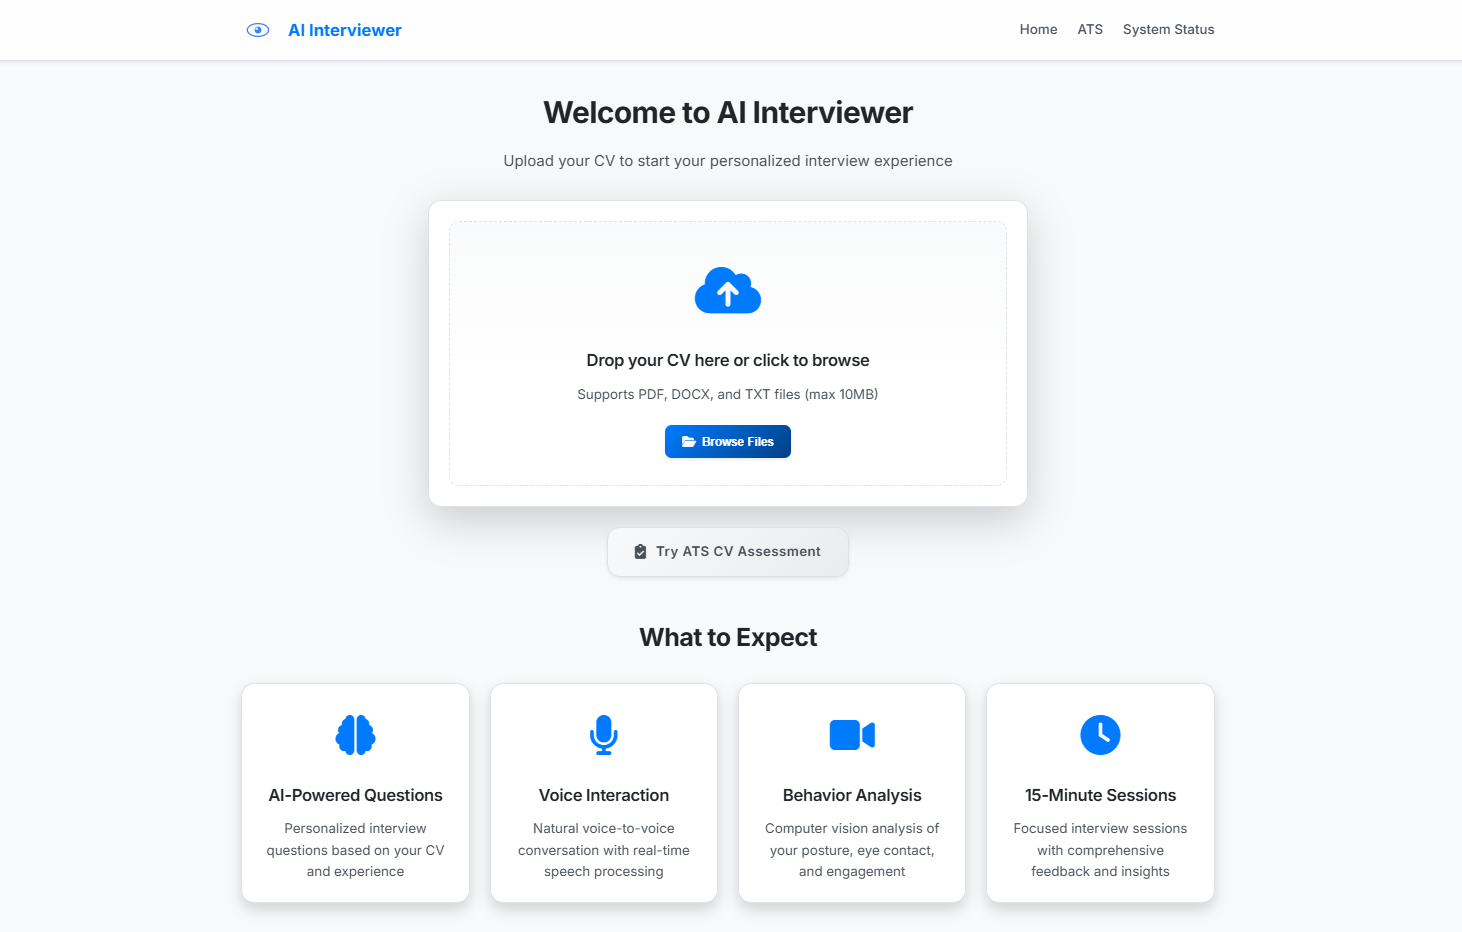 AI Interviewer
Home
ATS
System Status
Welcome to AI Interviewer
Upload your CV to start your personalized interview experience
Drop your CV here or click to browse
Supports PDF, DOCX, and TXT files (max 10MB)
Browse Files
Try ATS CV Assessment
What to Expect
AI-Powered Questions
Personalized interview
questions based on your CV
and experience
Voice Interaction
Natural voice-to-voice
conversation with real-time
speech processing
Behavior Analysis
Computer vision analysis of
your posture, eye contact,
and engagement
15-Minute Sessions
Focused interview sessions
with comprehensive
feedback and insights